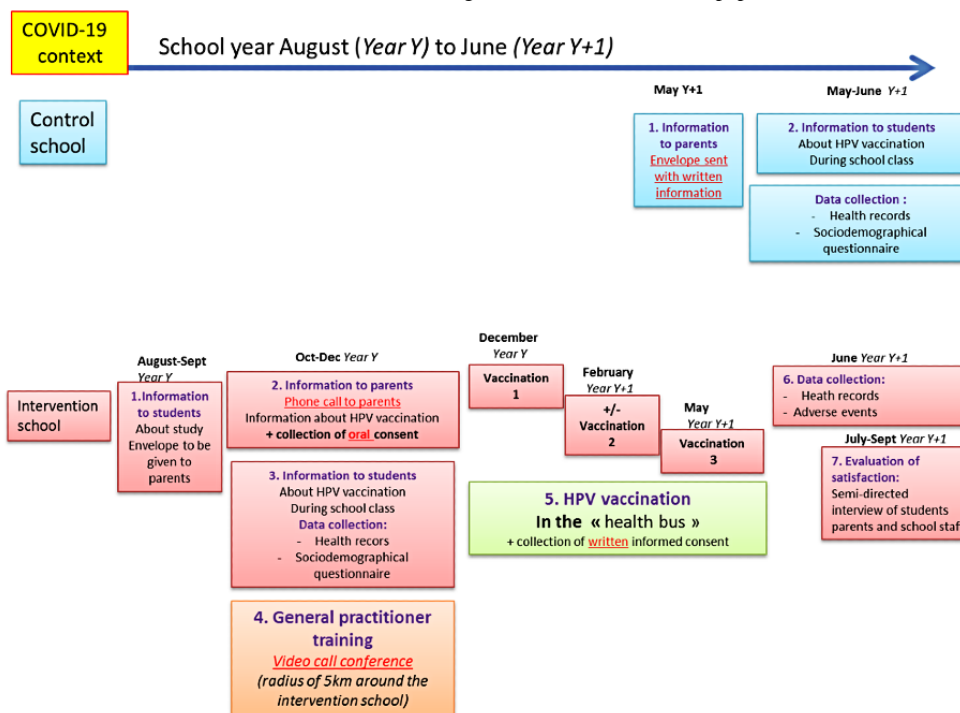 COVID-19
context
School year August (Year Y) to June (Year Y+1)
Control
school
May Y+1
1. Information
to parents
Envelope sent
with written
information
May-June Y+1
2. Information to students
About HPV vaccination
During school class
Data collection :
- Health records
- Sociodemographical
questionnaire
Intervention
school
August-Sept
Year Y
1.Information
to students
About study
Envelope to be
given to
parents
Oct-Dec Year Y
2. Information to parents
Phone call to parents
Information about HPV vaccination
+ collection of oral consent
3. Information to students
About HPV vaccination
During school class
Data collection:
- Health recors
- Sociodemographical
questionnaire
4. General practitioner
training
Video call conference
(radius of 5km around the
intervention school)
December
Year Y
Vaccination
1
February
Year Y+1
+/-
Vaccination
2
May
Year Y+1
Vaccination
3
5. HPV vaccination
In the « health bus »
+ collection of written informed consent
June Year Y+1
6. Data collection:
- Heath records
- Adverse events
July-Sept Year Y+1
7. Evaluation of
satisfaction:
Semi-directed
interview of students
parents and school staff